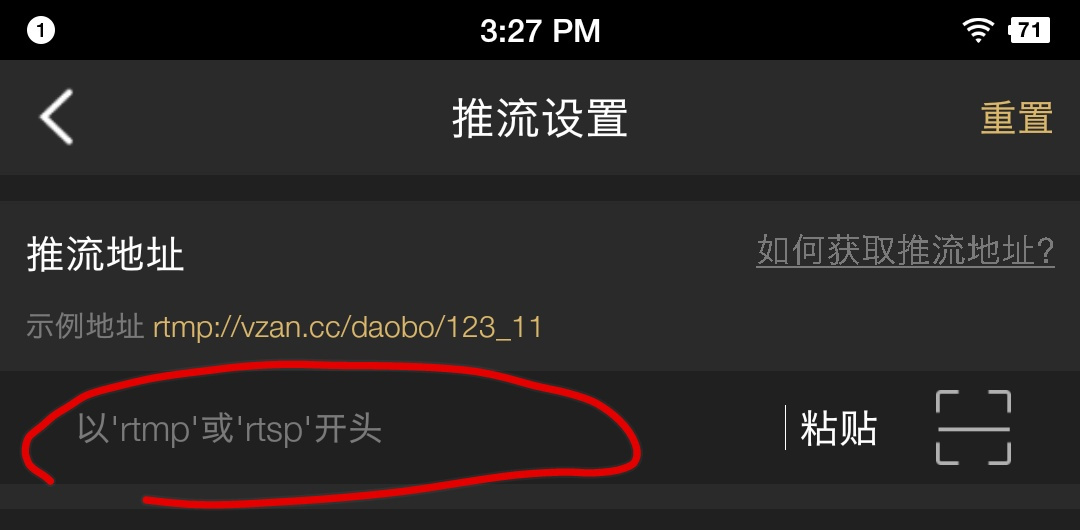 1
3:27 PM
71
推流设置
重置
推流地址
如何获取推流地址?
示例地址 rtmp://vzan.cc/daobo/123_11
以'rtmp'或'rtsp'开头
粘贴